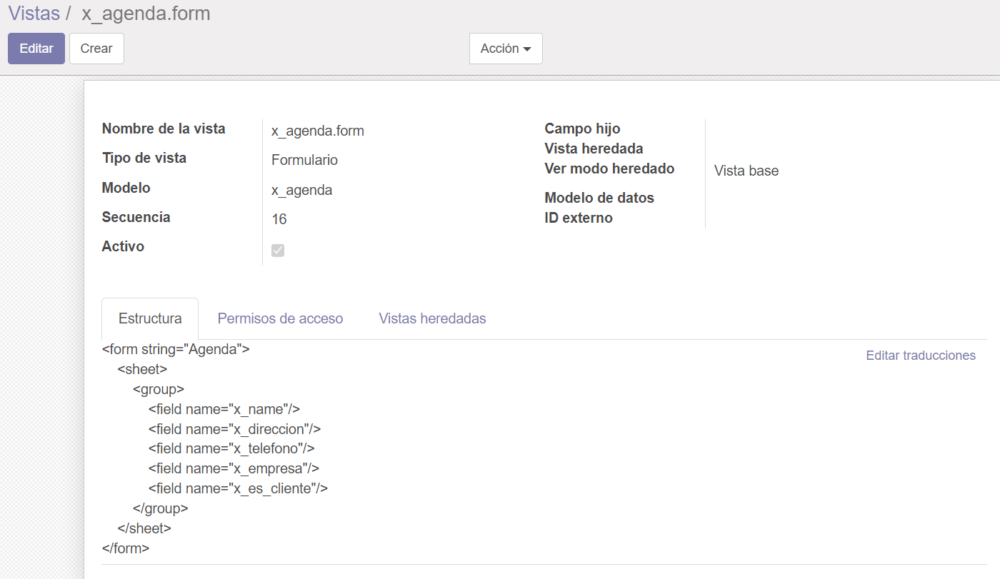 Vistas / x_agenda.form
Editar Crear Acción
Nombre de la vista x_agenda.form
Tipo de vista Formulario
Modelo x_agenda
Secuencia 16
Activo
Campo hijo
Vista heredada
Ver modo heredado Vista base
Modelo de datos
ID externo
Estructura Permisos de acceso Vistas heredadas
Editar traducciones
<form string="Agenda">
<sheet>
<group>
<field name="x_name"/>
<field name="x_direccion"/>
<field name="x_telefono"/>
<field name="x_empresa"/>
<field name="x_es_cliente"/>
</group>
</sheet>
</form>